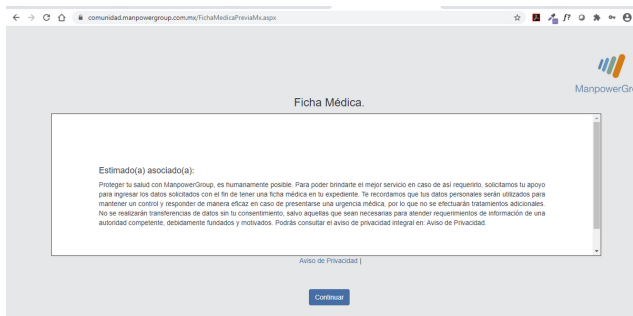 comunidad.manpowergroup.com.mx/FichaMedicaPreviaMx.aspx
ManpowerGro
Ficha Médica.
Estimado(a) asociado(a):
Proteger tu salud con ManpowerGroup, es humanamente posible. Para poder brindarte el mejor servicio en caso de así requerirlo, solicitamos tu apoyo
para ingresar los datos solicitados con el fin de tener una ficha médica en tu expediente. Te recordamos que tus datos personales serán utilizados para
mantener un control y responder de manera eficaz en caso de presentarse una urgencia médica, por lo que no se efectuarán tratamientos adicionales.
No se realizarán transferencias de datos sin tu consentimiento, salvo aquellas que sean necesarias para atender requerimientos de información de una
autoridad competente, debidamente fundados y motivados. Podrás consultar el aviso de privacidad integral en: Aviso de Privacidad.
Aviso de Privacidad |
Continuar